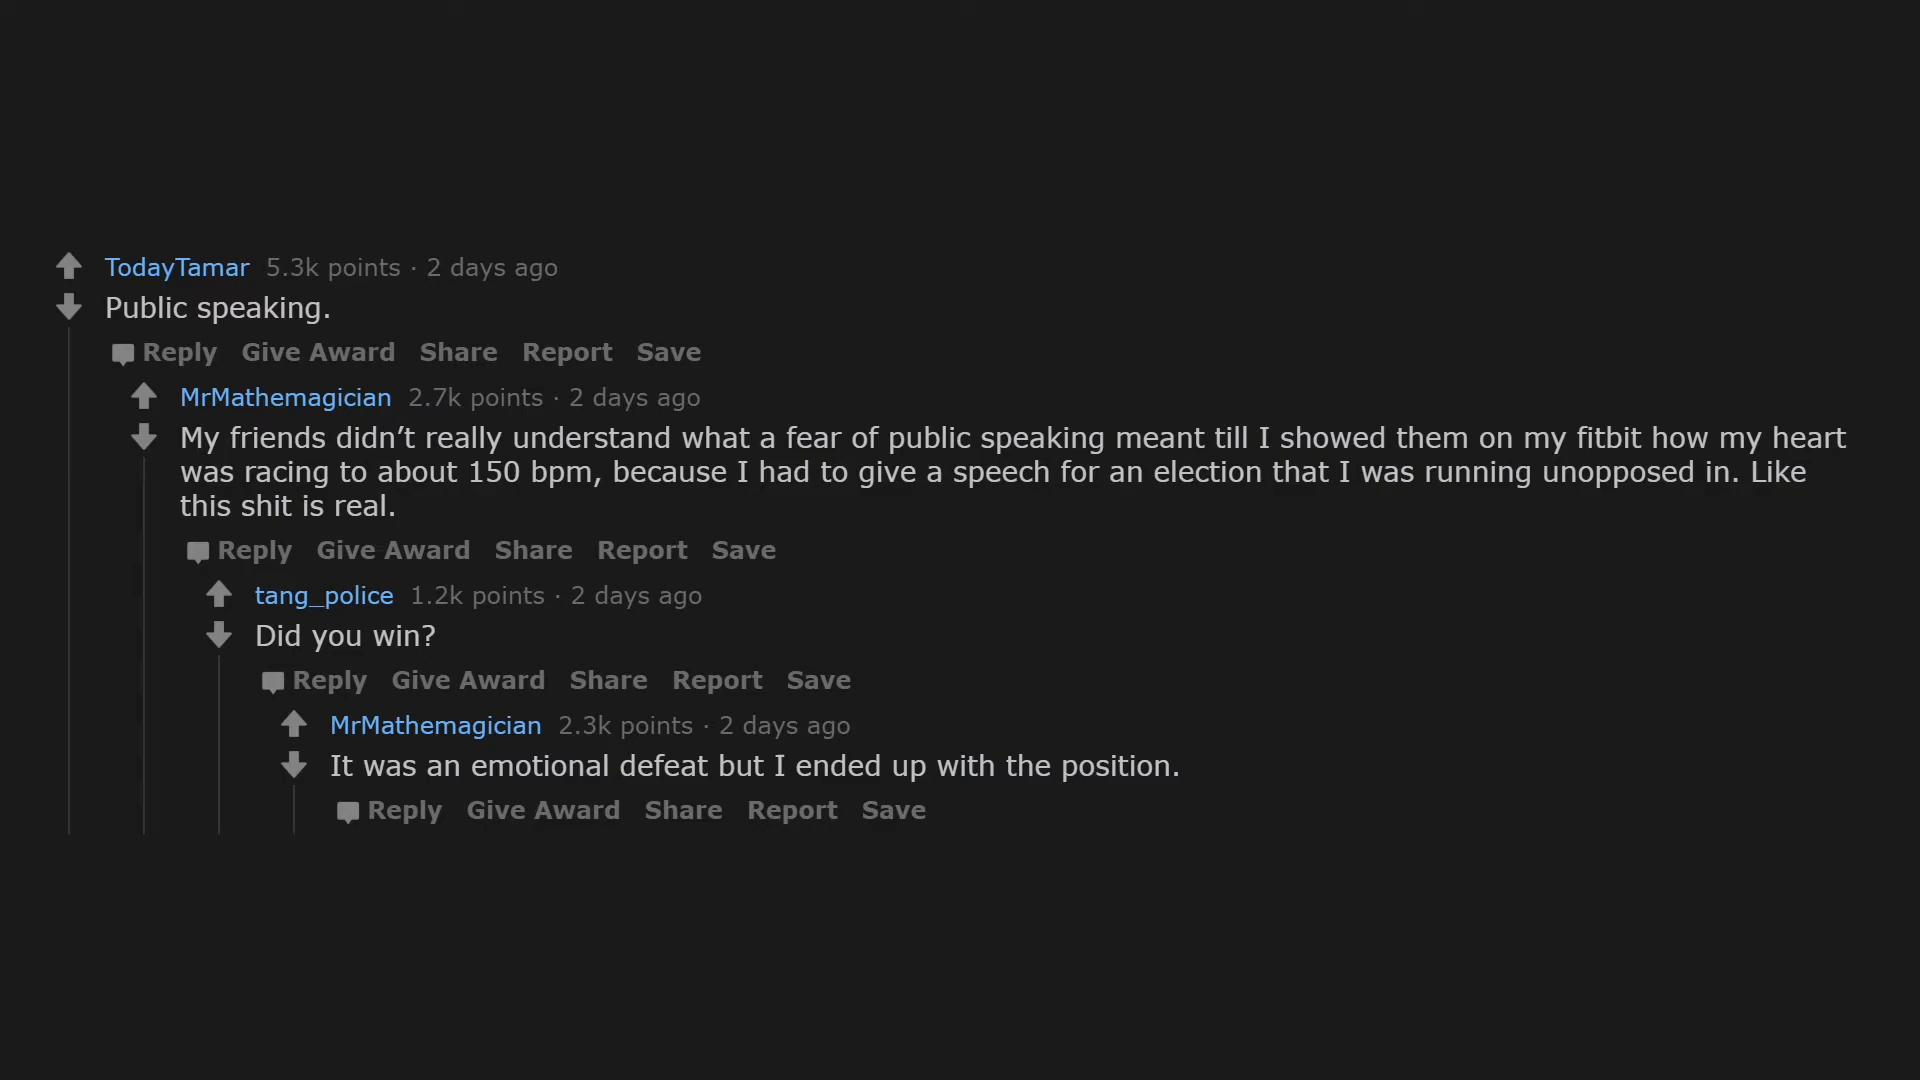 TodayTamar 5.3k points · 2 days ago
Public speaking.
Reply Give Award Share Report Save
MrMathemagician 2.7k points · 2 days ago
My friends didn’t really understand what a fear of public speaking meant till I showed them on my fitbit how my heart
was racing to about 150 bpm, because I had to give a speech for an election that I was running unopposed in. Like
this shit is real.
Reply Give Award Share Report Save
tang_police 1.2k points · 2 days ago
Did you win?
Reply Give Award Share Report Save
MrMathemagician 2.3k points · 2 days ago
It was an emotional defeat but I ended up with the position.
Reply Give Award Share Report Save